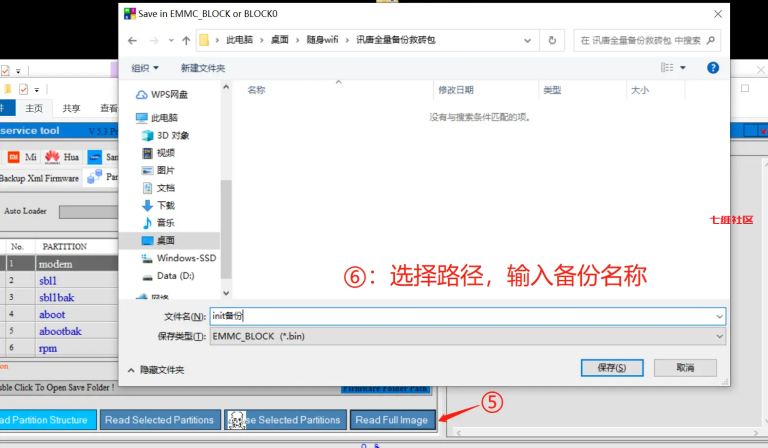 Save in EMMC_BLOCK or BLOCK0
此电脑 > 桌面 > 随身wifi > 讯唐全量备份救砖包
在 讯唐全量备份救砖包 中搜索
组织 新建文件夹
名称 修改日期 类型 大小
没有与搜索条件匹配的项。
WPS网盘
此电脑
3D 对象
视频
图片
文档
下载
音乐
桌面
Windows-SSD
Data (D:)
网络
件 主页 共享 查看
service tool V 5.3
Mi Hua San
Backup Xml Firmware Par
Auto Loader
No. PARTITION
1 modem
2 sbl1
3 sbl1bak
4 aboot
5 abootbak
6 rpm
七维社区
⑥：选择路径，输入备份名称
文件名(N): init备份
保存类型(T): EMMC_BLOCK (*.bin)
隐藏文件夹 保存(S) 取消
ble Click To Open Save Folder ! Firmware Folder Path
ad Partition Structure Read Selected Partitions se Selected Partitions Read Full Image
⑤